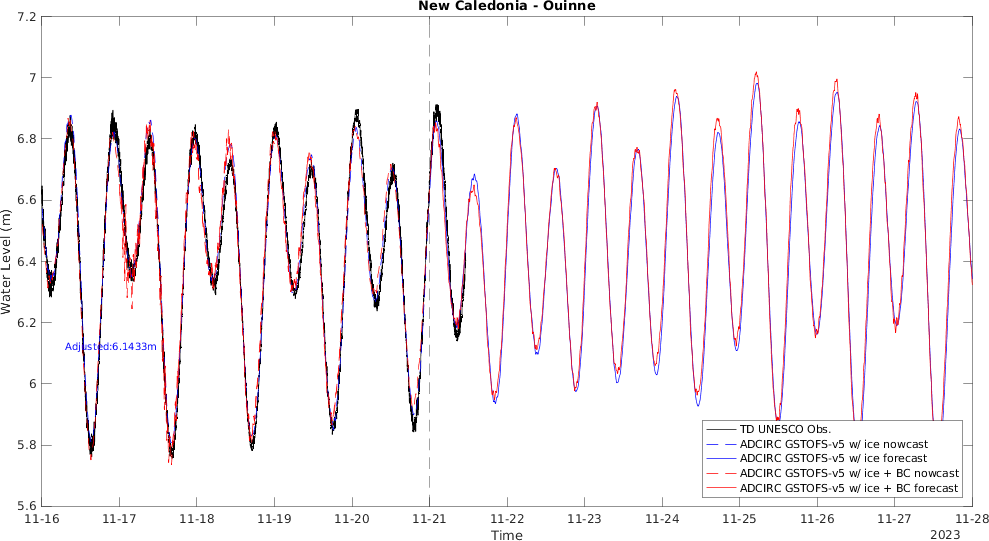 New Caledonia - Ouinne
Water Level (m)
7.2
7
6.8
6.6
6.4
6.2
6
5.8
5.6
Adjusted:6.1433m
TD UNESCO Obs.
ADCIRC GSTOFS-v5 w/ ice nowcast
ADCIRC GSTOFS-v5 w/ ice forecast
ADCIRC GSTOFS-v5 w/ ice + BC nowcast
ADCIRC GSTOFS-v5 w/ ice + BC forecast
11-16 11-17 11-18 11-19 11-20 11-21 11-22 11-23 11-24 11-25 11-26 11-27 11-28
Time
2023